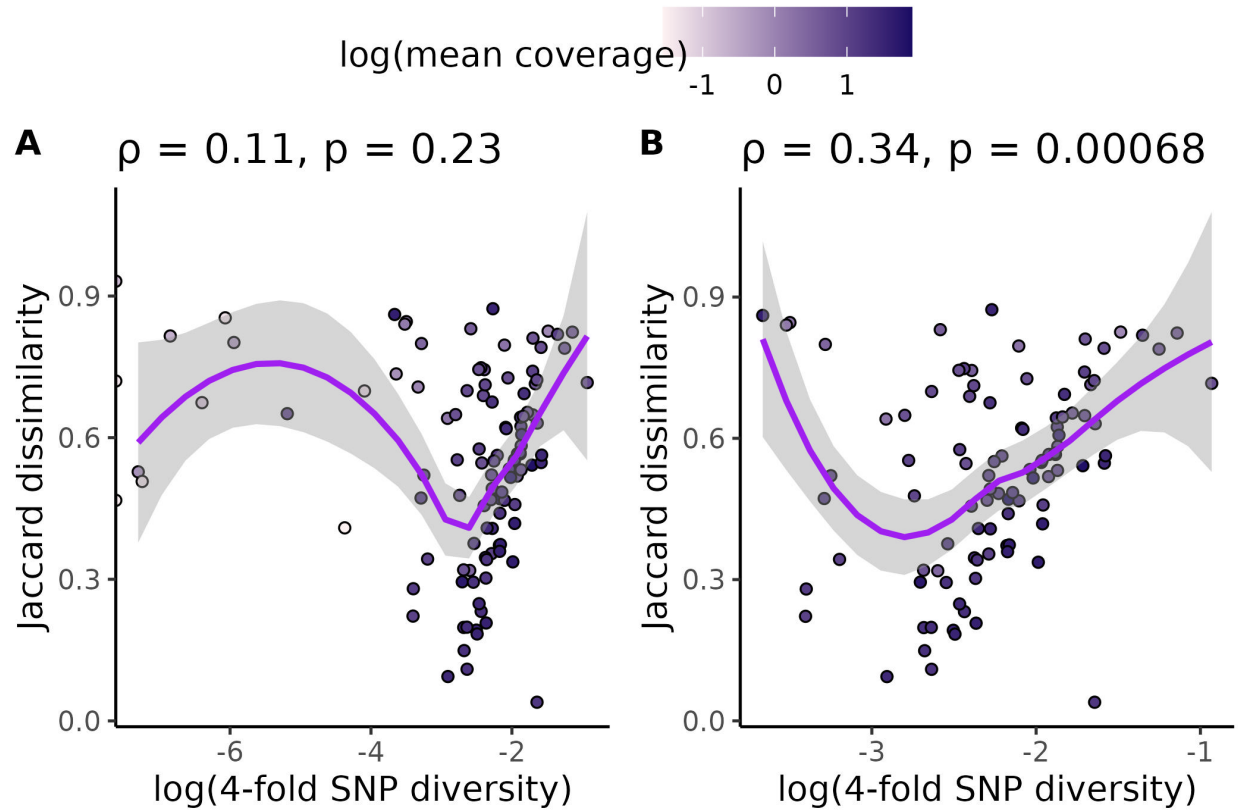 log(mean coverage)
-1 0 1
A
ρ = 0.11, p = 0.23
B
ρ = 0.34, p = 0.00068
Jaccard dissimilarity
0.9
0.6
0.3
0.0
-6 -4 -2
log(4-fold SNP diversity)
Jaccard dissimilarity
0.9
0.6
0.3
0.0
-3 -2 -1
log(4-fold SNP diversity)